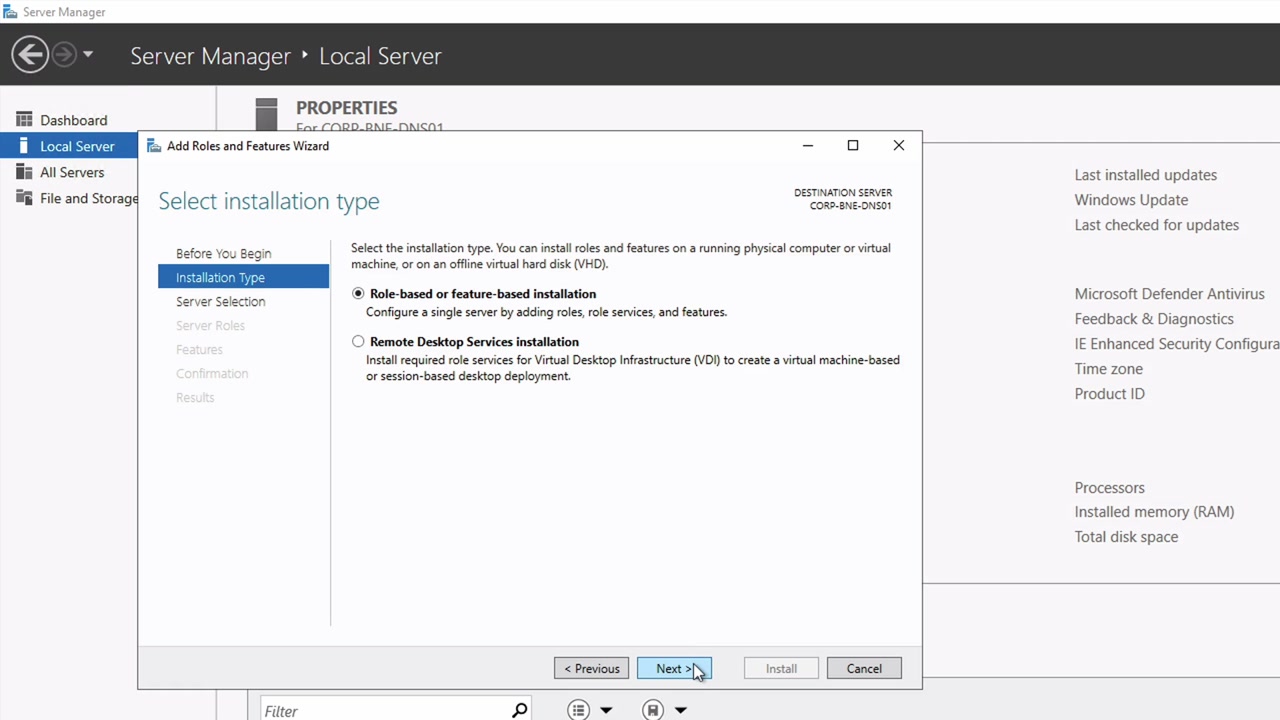 Server Manager
Server Manager ‣ Local Server
Dashboard
Local Server
All Servers
File and Storage
PROPERTIES
For CORP-BNE-DNS01
Add Roles and Features Wizard
Select installation type
DESTINATION SERVER
CORP-BNE-DNS01
Before You Begin
Installation Type
Server Selection
Server Roles
Features
Confirmation
Results
Select the installation type. You can install roles and features on a running physical computer or virtual
machine, or on an offline virtual hard disk (VHD).
Role-based or feature-based installation
Configure a single server by adding roles, role services, and features.
Remote Desktop Services installation
Install required role services for Virtual Desktop Infrastructure (VDI) to create a virtual machine-based
or session-based desktop deployment.
< Previous
Next >
Install
Cancel
Last installed updates
Windows Update
Last checked for updates
Microsoft Defender Antivirus
Feedback & Diagnostics
IE Enhanced Security Configura
Time zone
Product ID
Processors
Installed memory (RAM)
Total disk space
Filter